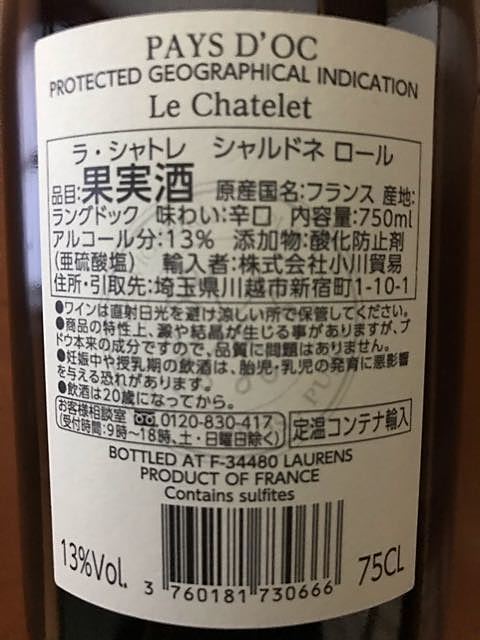 PAYS D'OC
PROTECTED GEOGRAPHICAL INDICATION
Le Chatelet
ラ・シャトレ シャルドネ ロール
品目:果実酒 原産国名:フランス 産地:
ラングドック 味わい:辛口 内容量:750ml
アルコール分:13% 添加物:酸化防止剤
(亜硫酸塩) 輸入者:株式会社小川貿易
住所・引取先:埼玉県川越市新宿町1-10-1
●ワインは直射日光を避け涼しい所で保管してください。
●商品の特性上、澱や結晶が生じる事がありますが、ブ
ドウ本来の成分ですので、品質に問題はありません。
●妊娠中や授乳期の飲酒は、胎児・乳児の発育に悪影響
を与える恐れがあります。
●飲酒は20歳になってから。
お客様相談室 0120-830-417
(受付時間:9時~18時、土・日曜日除く)
定温コンテナ輸入
BOTTLED AT F-34480 LAURENS
PRODUCT OF FRANCE
Contains sulfites
13%Vol.
3 760181 730666
75CL